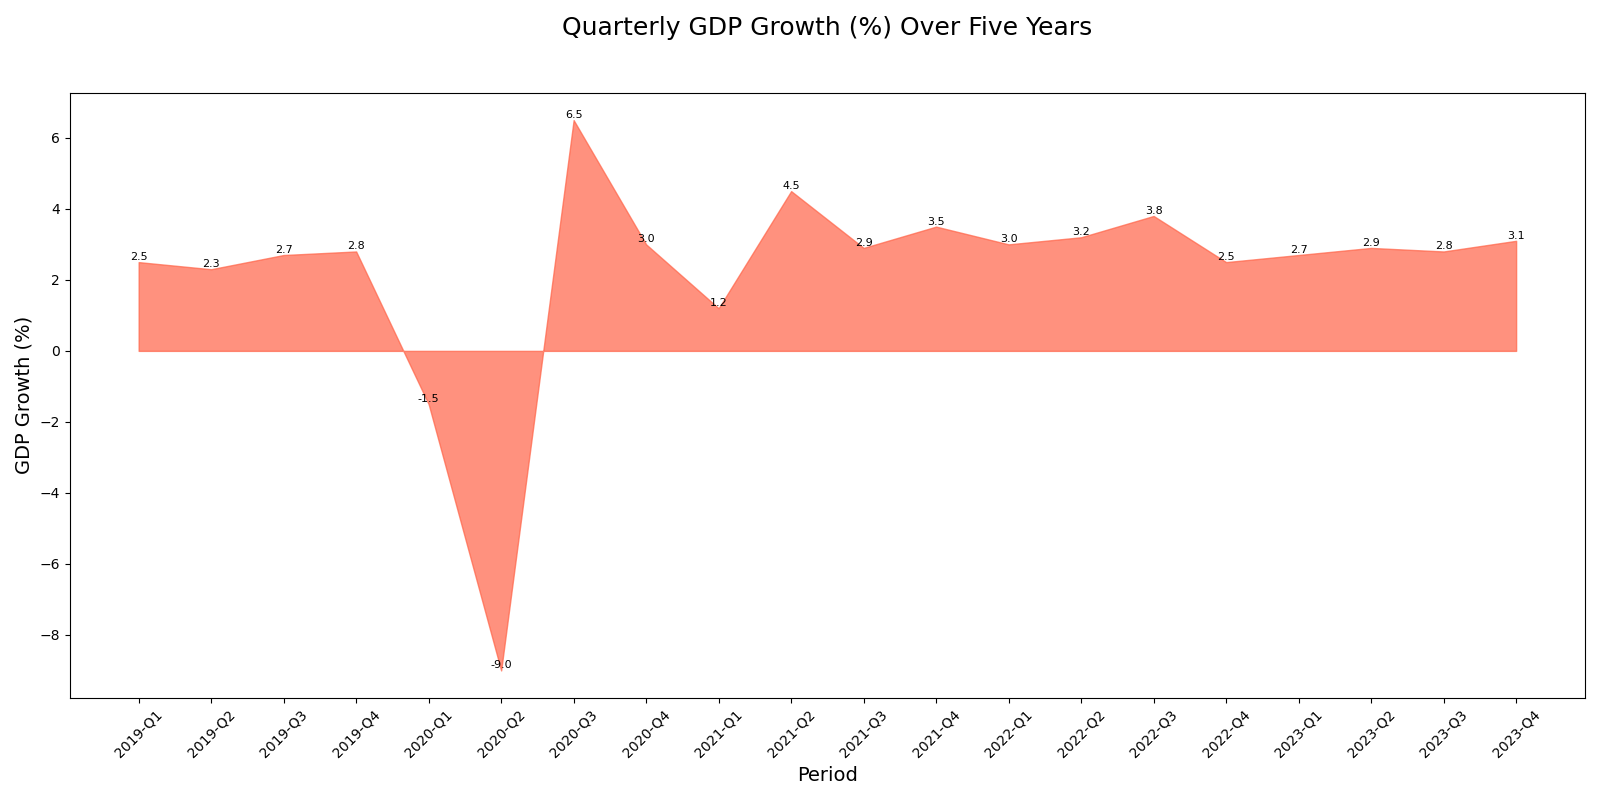 Quarterly GDP Growth (%) Over Five Years
GDP Growth (%)
6
4
2
0
−2
−4
−6
−8
2.5
2.3
2.7
2.8
-1.5
-9.0
6.5
3.0
1.2
4.5
2.9
3.5
3.0
3.2
3.8
2.5
2.7
2.9
2.8
3.1
2019-Q1
2019-Q2
2019-Q3
2019-Q4
2020-Q1
2020-Q2
2020-Q3
2020-Q4
2021-Q1
2021-Q2
2021-Q3
2021-Q4
2022-Q1
2022-Q2
2022-Q3
2022-Q4
2023-Q1
2023-Q2
2023-Q3
2023-Q4
Period